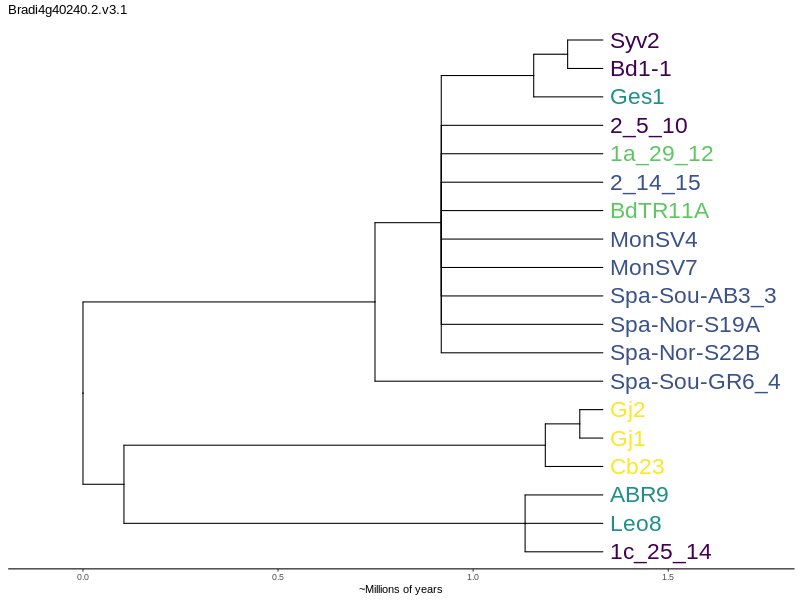 Bradi4g40240.2.v3.1
Syv2
Bd1-1
Ges1
2_5_10
1a_29_12
2_14_15
BdTR11A
MonSV4
MonSV7
Spa-Sou-AB3_3
Spa-Nor-S19A
Spa-Nor-S22B
Spa-Sou-GR6_4
Gj2
Gj1
Cb23
ABR9
Leo8
1c_25_14
0.0 0.5 1.0 1.5
~Millions of years